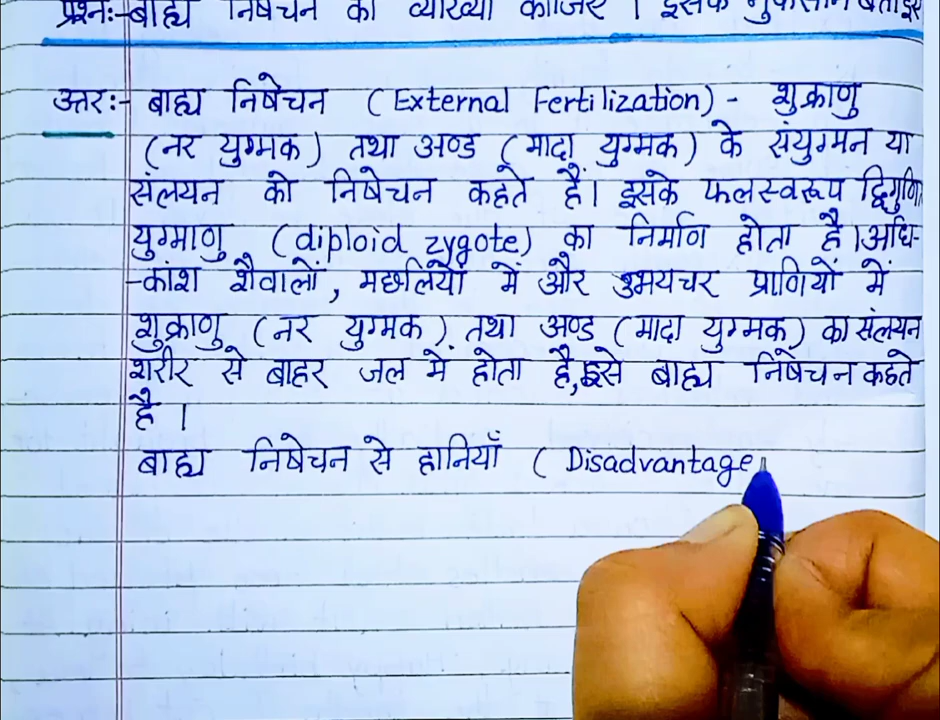 प्रश्न:- बाह्य निषेचन की व्याख्या कीजिए । इसके नुकसान बताइए
उत्तर:- बाह्य निषेचन (External Fertilization) - शुक्राणु
(नर युग्मक) तथा अण्ड (मादा युग्मक) के संयुग्मन या
संलयन को निषेचन कहते हैं। इसके फलस्वरूप द्विगुणित
युग्माणु (diploid zygote) का निर्माण होता है।अधि-
-कांश शैवालों, मछलियों में और उभयचर प्राणियों में
शुक्राणु (नर युग्मक) तथा अण्ड (मादा युग्मक) का संलयन
शरीर से बाहर जल में होता है,इसे बाह्य निषेचन कहते
है ।
बाह्य निषेचन से हानियाँ ( Disadvantage